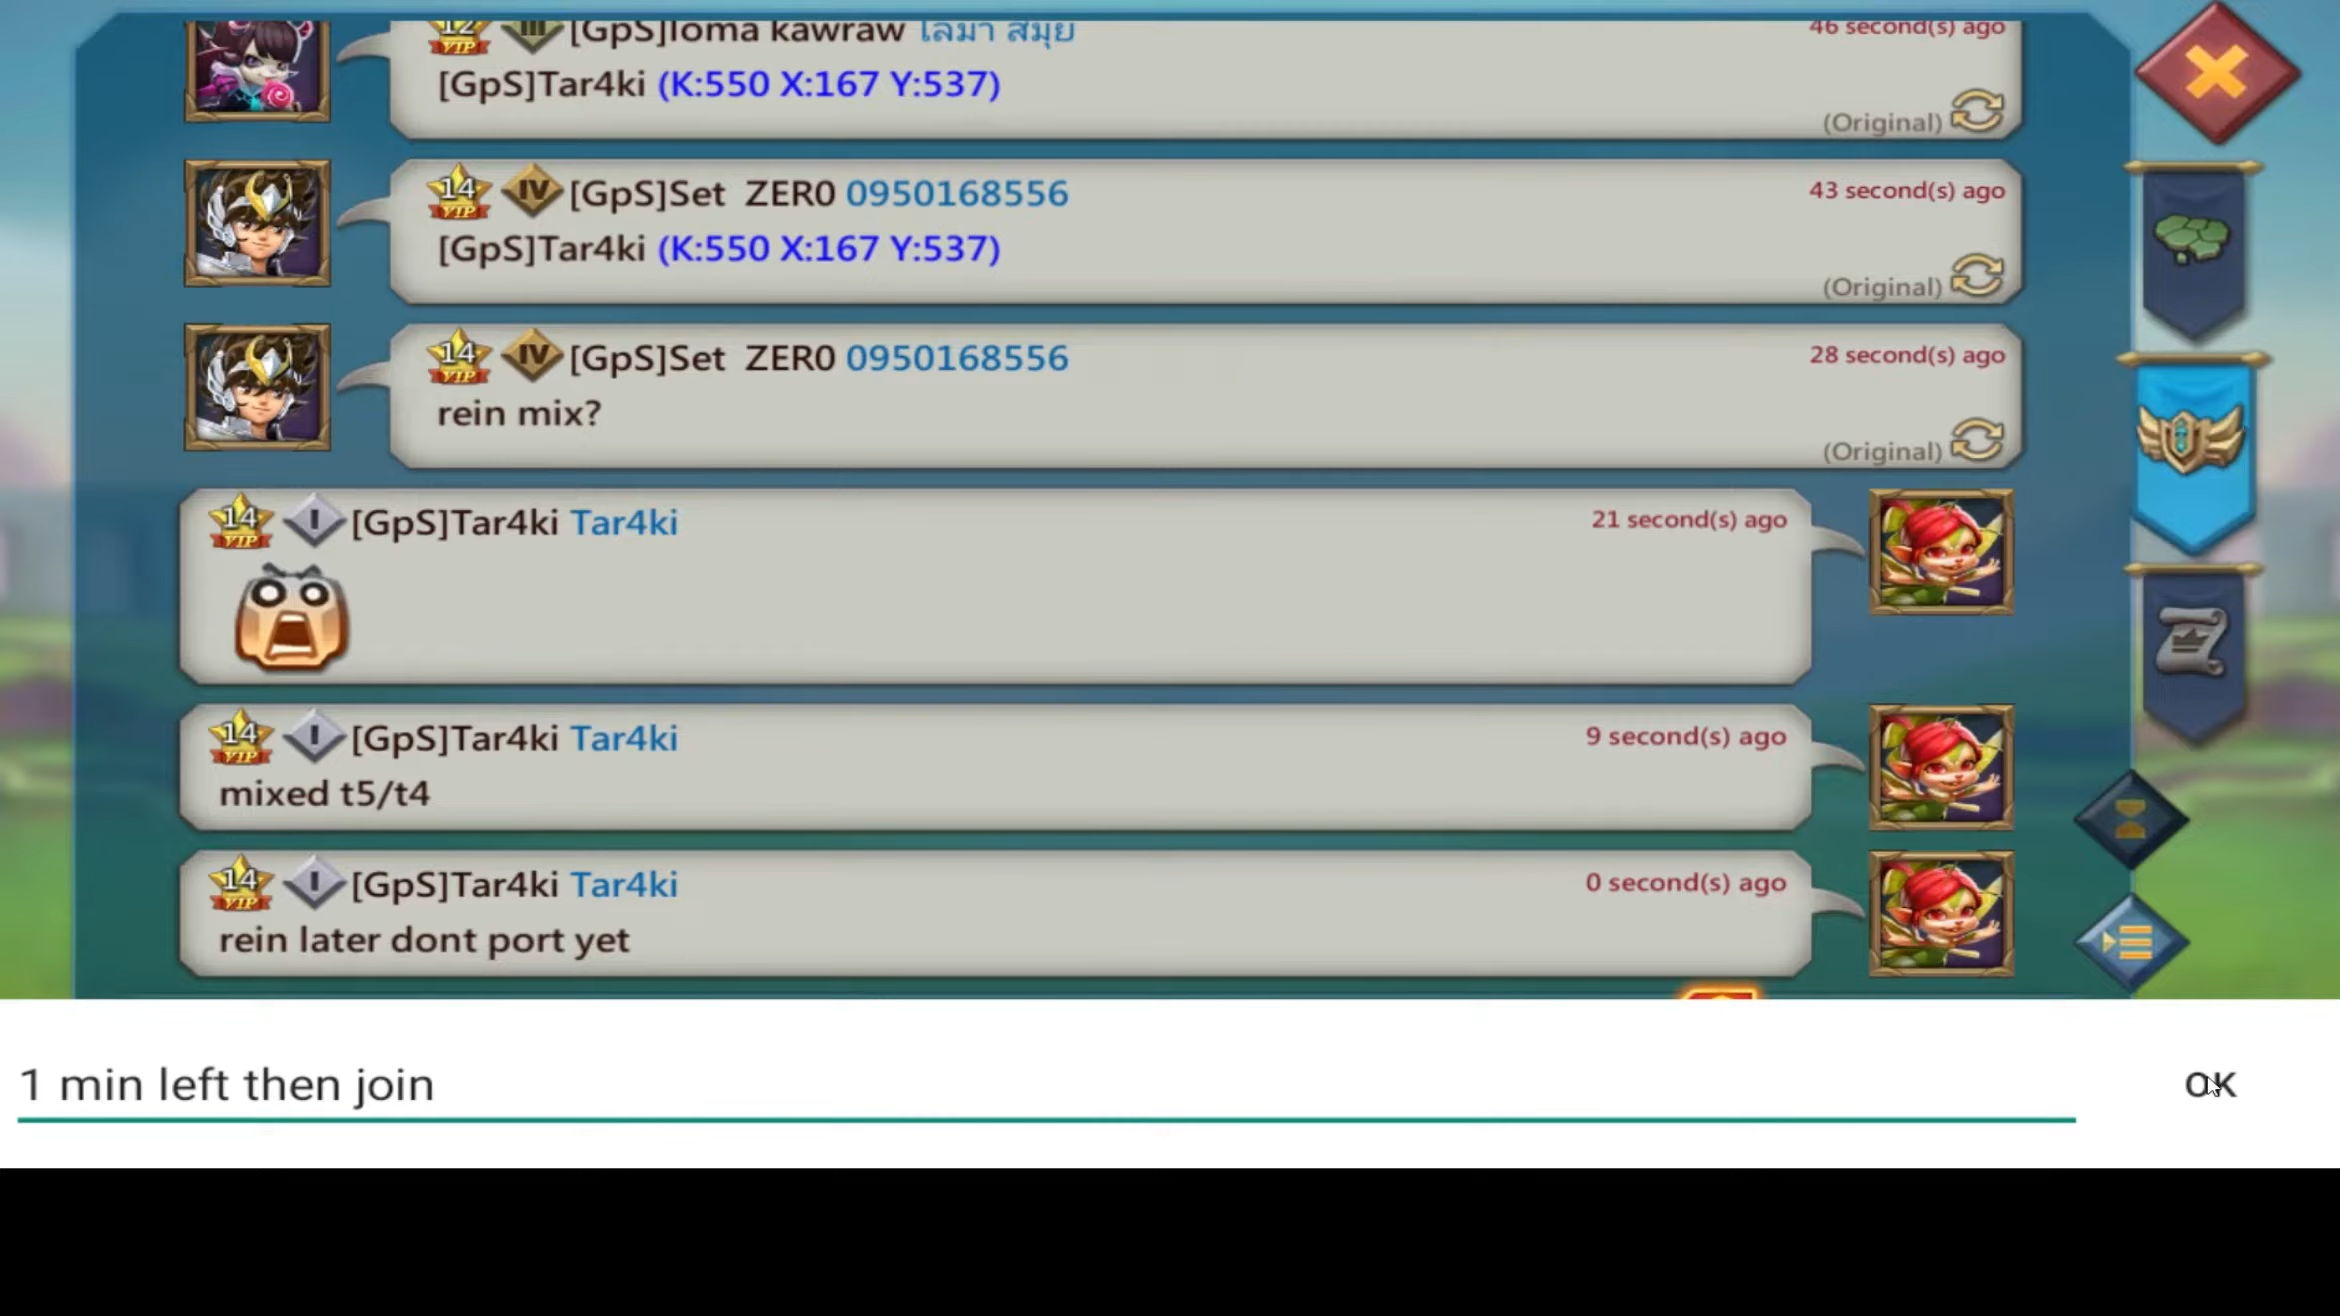 12 VIP III [GpS]loma kawraw ไลมา สมุย 46 second(s) ago
[GpS]Tar4ki (K:550 X:167 Y:537)
(Original)
14 VIP IV [GpS]Set ZER0 0950168556 43 second(s) ago
[GpS]Tar4ki (K:550 X:167 Y:537)
(Original)
14 VIP IV [GpS]Set ZER0 0950168556 28 second(s) ago
rein mix?
(Original)
14 VIP I [GpS]Tar4ki Tar4ki 21 second(s) ago
14 VIP I [GpS]Tar4ki Tar4ki 9 second(s) ago
mixed t5/t4
14 VIP I [GpS]Tar4ki Tar4ki 0 second(s) ago
rein later dont port yet
1 min left then join
OK